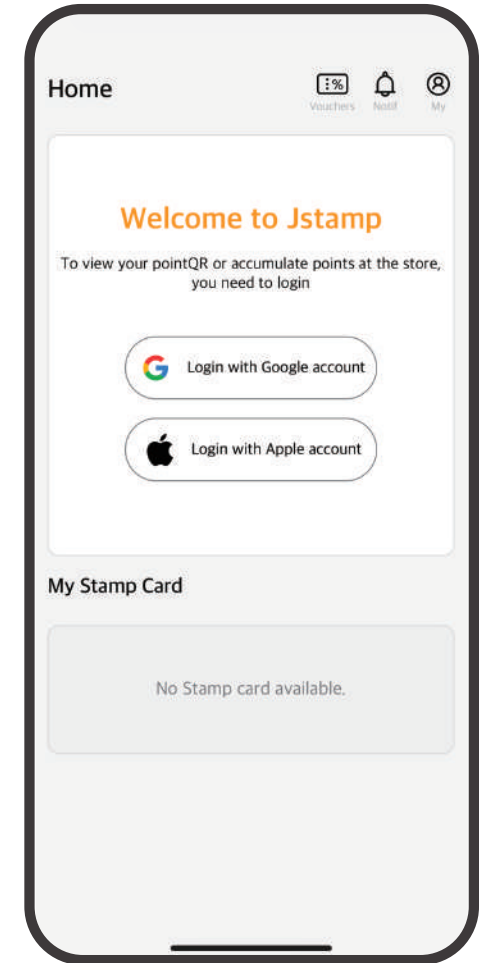 Home
Vouchers
Notif
My
Welcome to Jstamp
To view your pointQR or accumulate points at the store,
you need to login
Login with Google account
Login with Apple account
My Stamp Card
No Stamp card available.